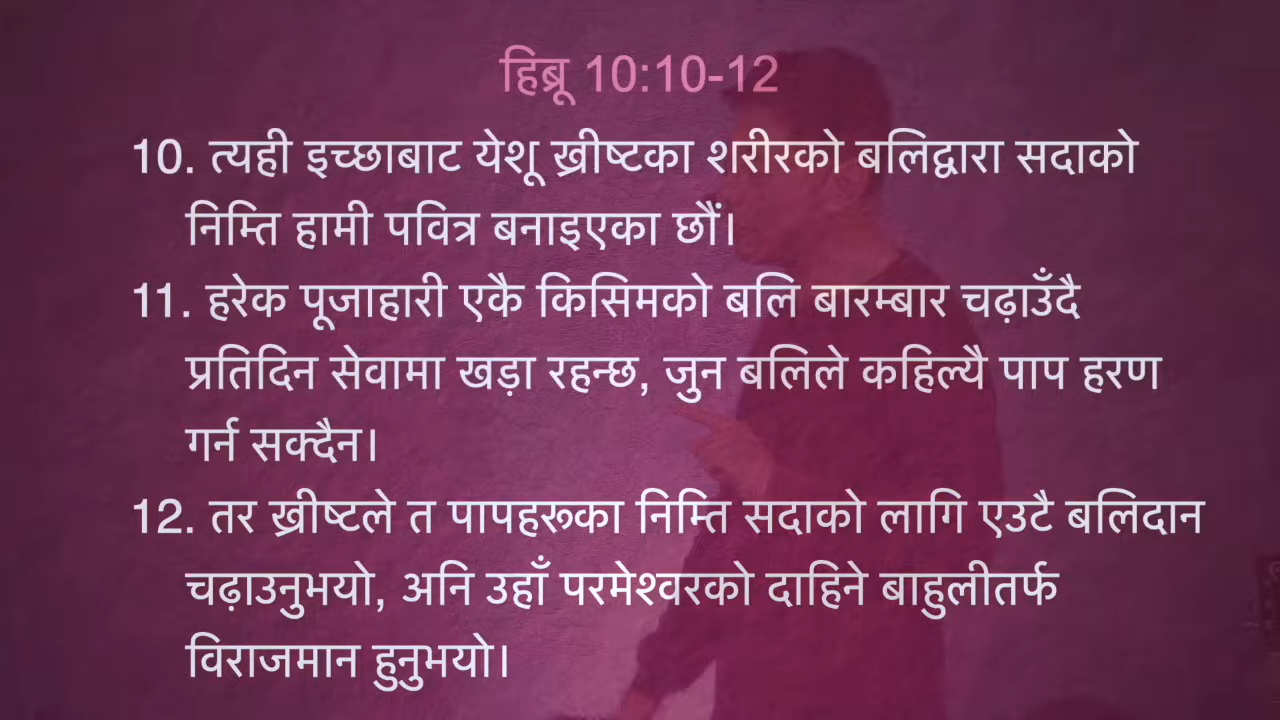 हिब्रू 10:10-12
10. त्यही इच्छाबाट येशू ख्रीष्टका शरीरको बलिद्वारा सदाको
निम्ति हामी पवित्र बनाइएका छौं।
11. हरेक पूजाहारी एकै किसिमको बलि बारम्बार चढ़ाउँदै
प्रतिदिन सेवामा खड़ा रहन्छ, जुन बलिले कहिल्यै पाप हरण
गर्न सक्दैन।
12. तर ख्रीष्टले त पापहरूका निम्ति सदाको लागि एउटै बलिदान
चढ़ाउनुभयो, अनि उहाँ परमेश्वरको दाहिने बाहुलीतर्फ
विराजमान हुनुभयो।